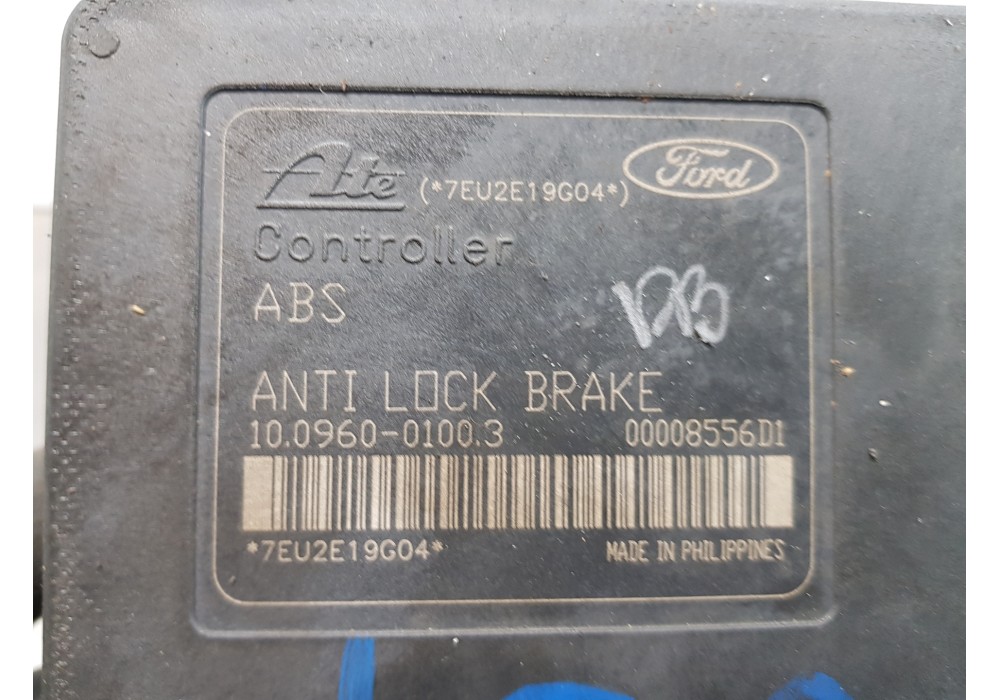 Ate (*7EU2E19G04*) Ford
Controller
ABS
ANTI LOCK BRAKE
10.0960-0100.3 00008556D1
*7EU2E19G04* MADE IN PHILIPPINES